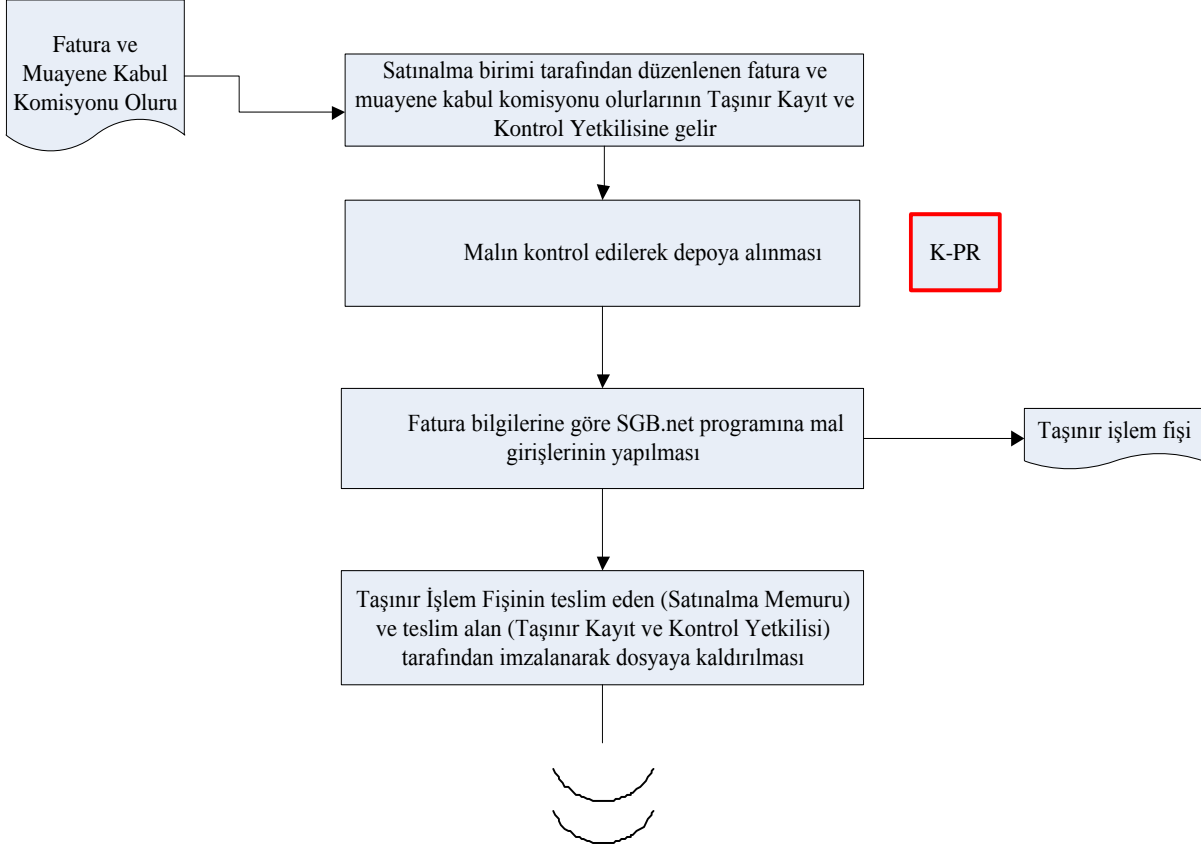 Fatura ve
Muayene Kabul
Komisyonu Oluru
Satınalma birimi tarafından düzenlenen fatura ve
muayene kabul komisyonu olurlarının Taşınır Kayıt ve
Kontrol Yetkilisine gelir
Malın kontrol edilerek depoya alınması
K-PR
Fatura bilgilerine göre SGB.net programına mal
girişlerinin yapılması
Taşınır işlem fişi
Taşınır İşlem Fişinin teslim eden (Satınalma Memuru)
ve teslim alan (Taşınır Kayıt ve Kontrol Yetkilisi)
tarafından imzalanarak dosyaya kaldırılması